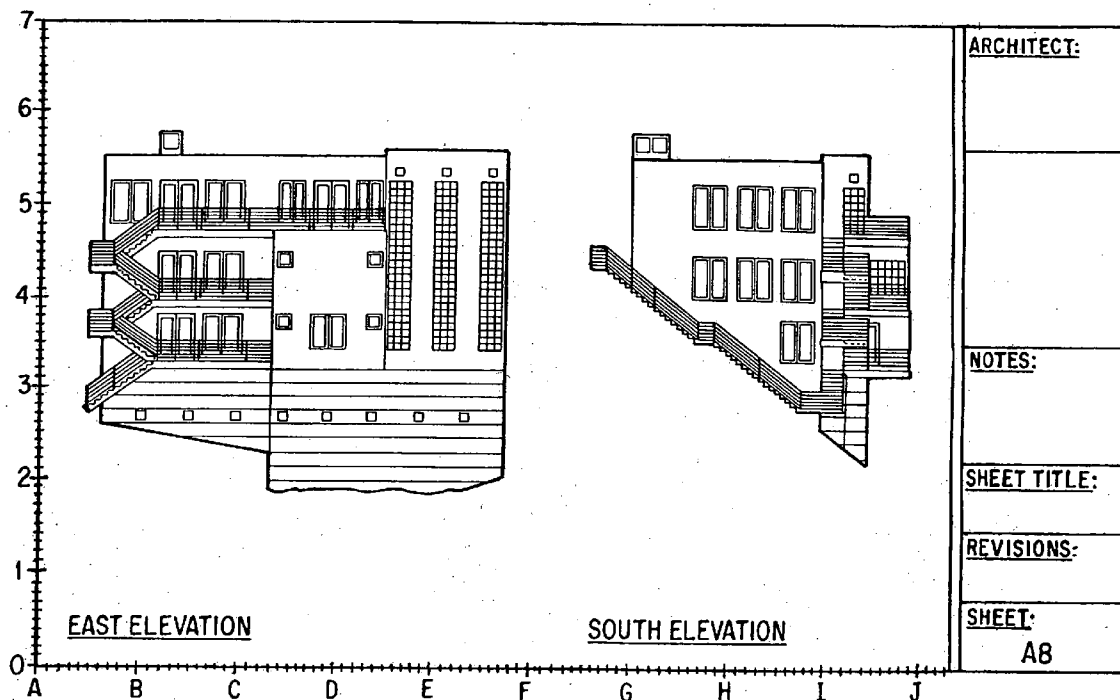 7
6
5
4
3
2
1
0
A B C D E F G H I J
EAST ELEVATION
SOUTH ELEVATION
ARCHITECT:
NOTES:
SHEET TITLE:
REVISIONS:
SHEET:
A8